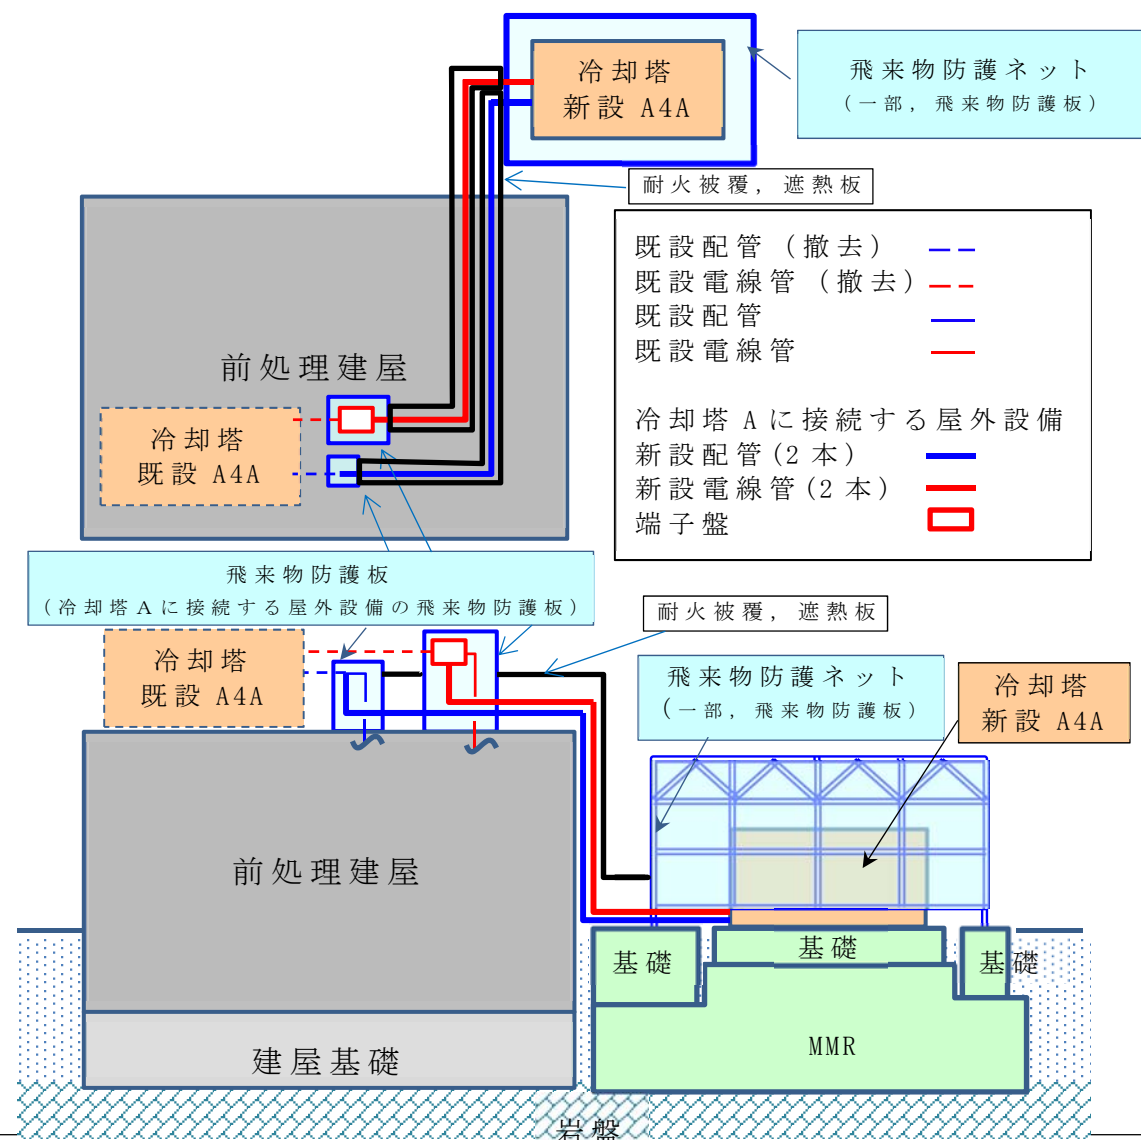 冷却塔
新設 A4A
飛来物防護ネット
(一部, 飛来物防護板)
耐火被覆, 遮熱板
既設配管 (撤去)
既設電線管 (撤去)
既設配管
既設電線管
冷却塔 A に接続する屋外設備
新設配管(2 本)
新設電線管(2 本)
端子盤
前処理建屋
冷却塔
既設 A4A
飛来物防護板
(冷却塔 A に接続する屋外設備の飛来物防護板)
耐火被覆, 遮熱板
冷却塔
既設 A4A
飛来物防護ネット
(一部, 飛来物防護板)
冷却塔
新設 A4A
前処理建屋
基礎
基礎
基礎
MMR
建屋基礎
岩盤